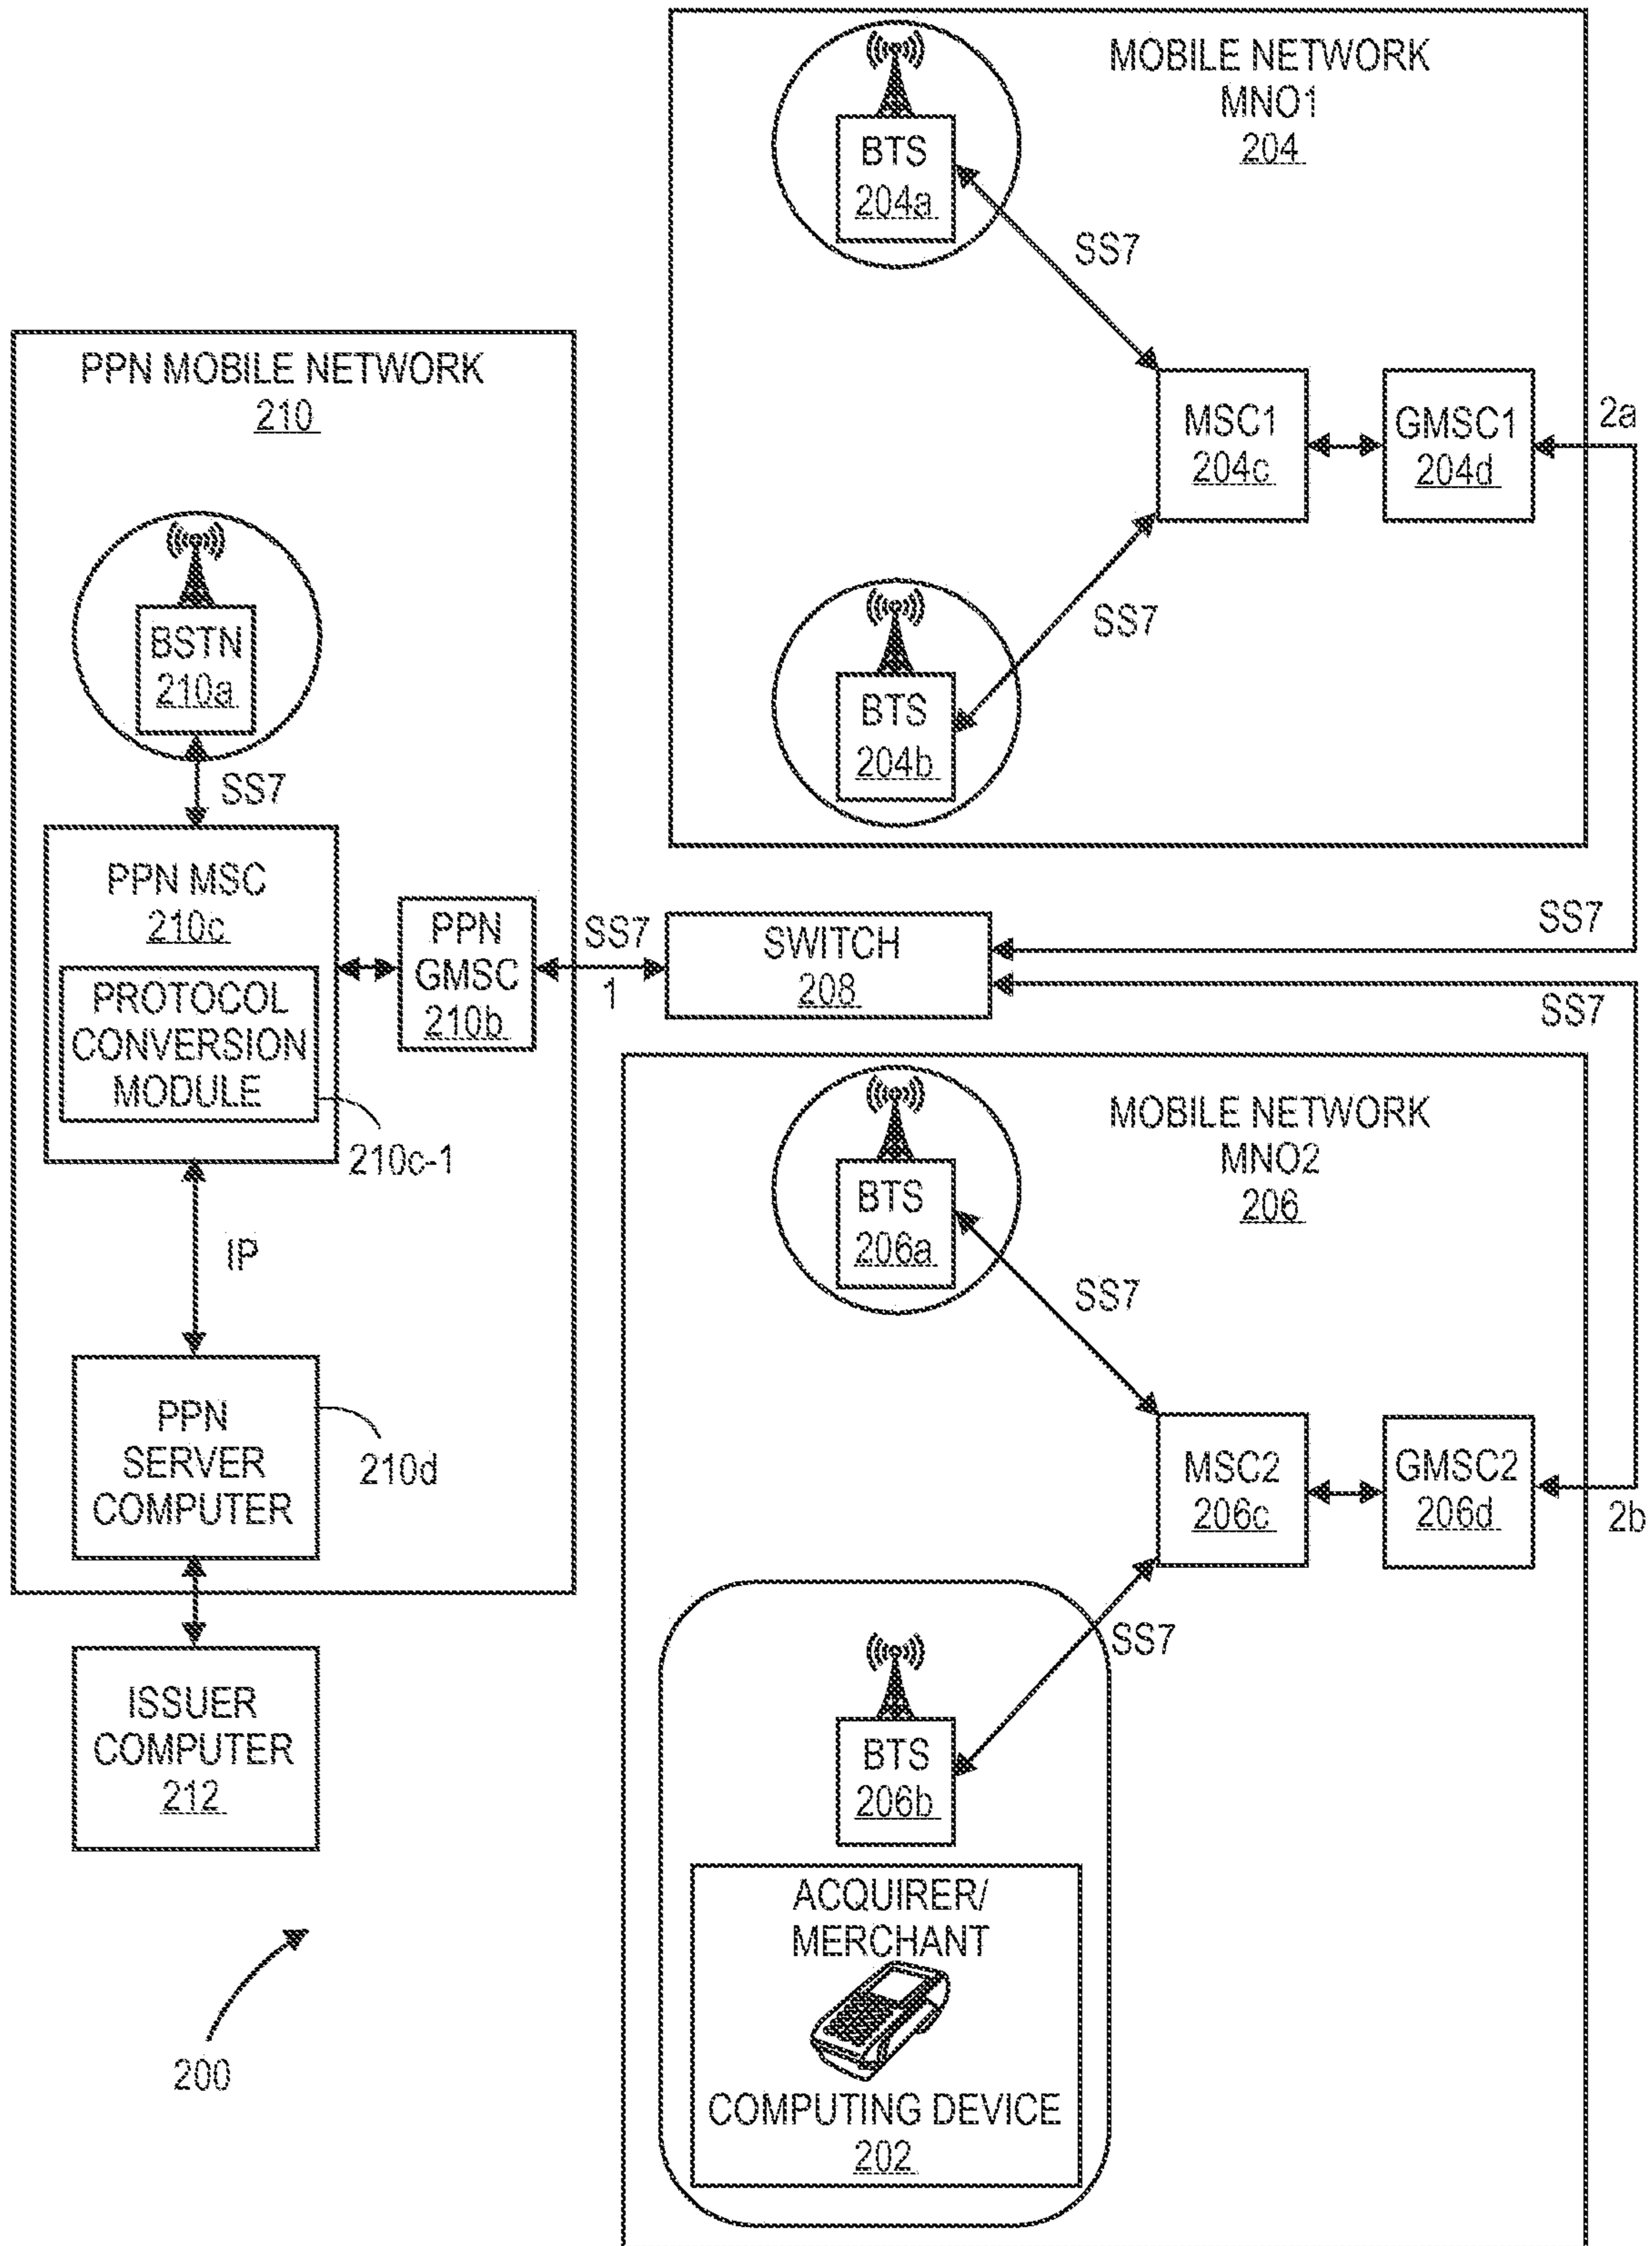 MOBILE NETWORK
MNO1
204
BTS
204a
SS7
MSC1
204c
GMSC1
204d
2a
SS7
BTS
204b
PPN MOBILE NETWORK
210
BSTN
210a
SS7
PPN MSC
210c
PROTOCOL
CONVERSION
MODULE
210c-1
PPN
GMSC
210b
SS7
1
SWITCH
208
SS7
SS7
IP
PPN
SERVER
COMPUTER
210d
ISSUER
COMPUTER
212
MOBILE NETWORK
MNO2
206
BTS
206a
SS7
MSC2
206c
GMSC2
206d
2b
SS7
BTS
206b
ACQUIRER/
MERCHANT
COMPUTING DEVICE
202
200